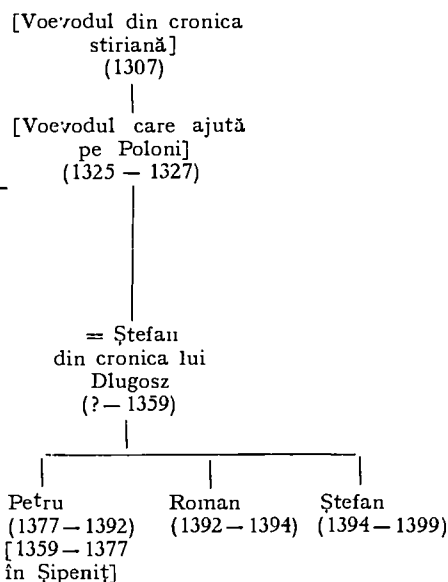 [Voevodul din cronica
stiriană]
(1307)
[Voevodul care ajută
pe Poloni]
(1325 — 1327)
= Ștefan
din cronica lui
Dlugosz
(? — 1359)
Petru
(1377 — 1392)
[1359 — 1377
în Șipeniț]
Roman
(1392 — 1394)
Ștefan
(1394 — 1399)